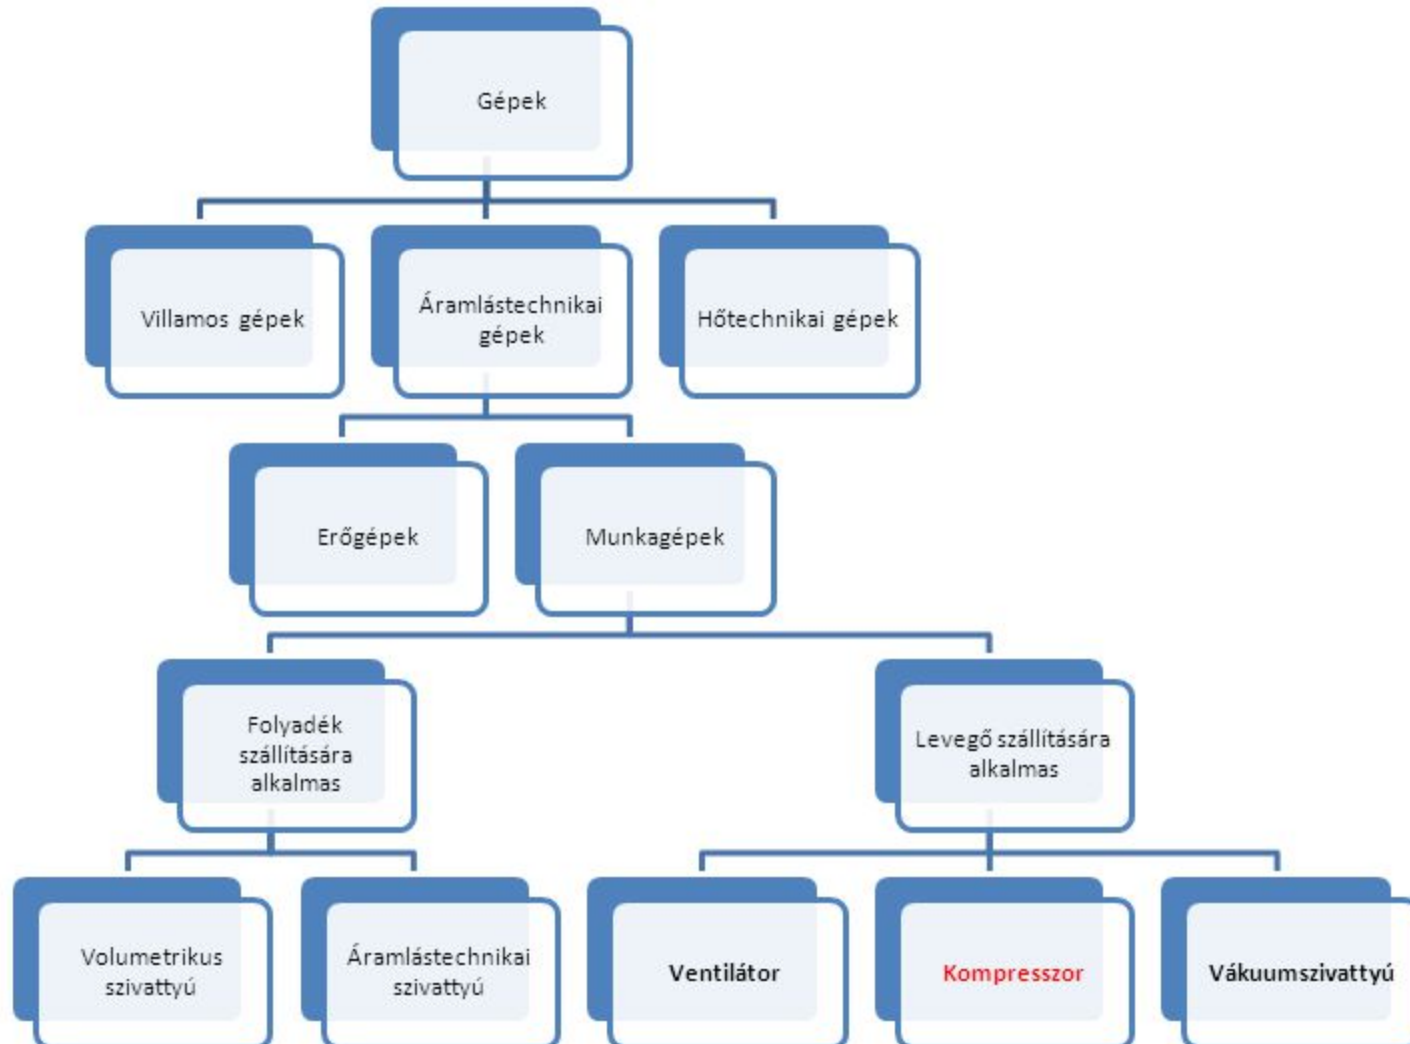 Gépek
Villamos gépek
Áramlástechnikai
gépek
Hőtechnikai gépek
Erőgépek
Munkagépek
Folyadék
szállítására
alkalmas
Levegő szállítására
alkalmas
Volumetrikus
szivattyú
Áramlástechnikai
szivattyú
Ventilátor
Kompresszor
Vákuumszivattyú